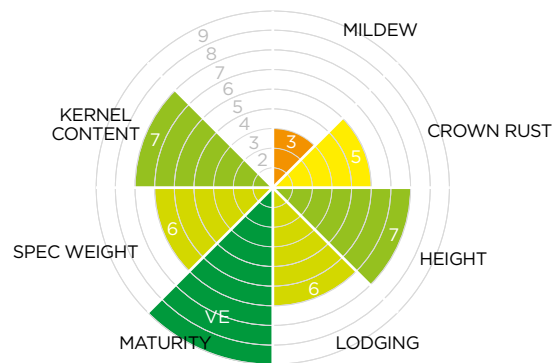 MILDEW
9
8
7
6
5
4
3
2
3
5
7
6
VE
6
7
CROWN RUST
HEIGHT
LODGING
MATURITY
SPEC WEIGHT
KERNEL
CONTENT